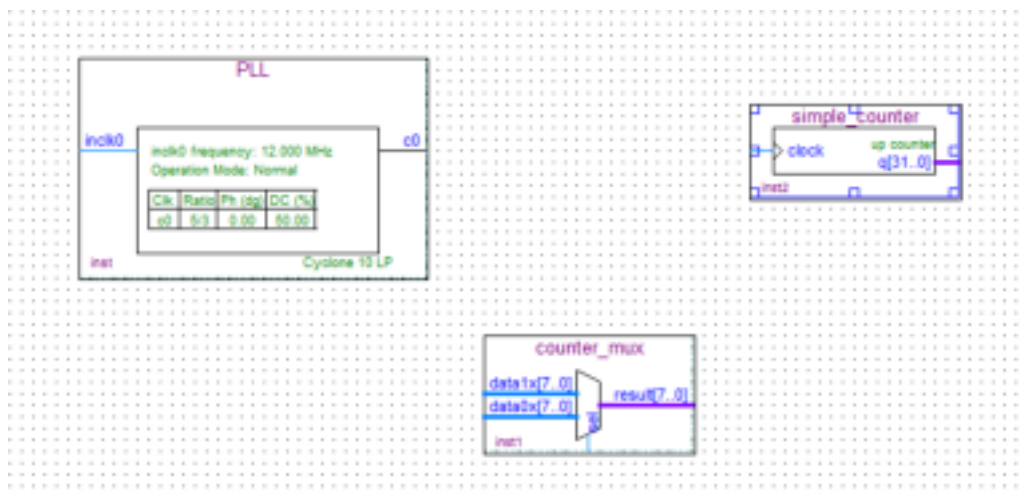 PLL
inclk0
c0
inclk0 frequency: 12.000 MHz
Operation Mode: Normal
Clk Ratio Ph (dg) DC (%)
c0 5/3 0.00 50.00
inst
Cyclone 10 LP
simple_counter
up counter
clock
q[31..0]
inst2
counter_mux
data1x[7..0]
result[7..0]
data0x[7..0]
sel
inst1